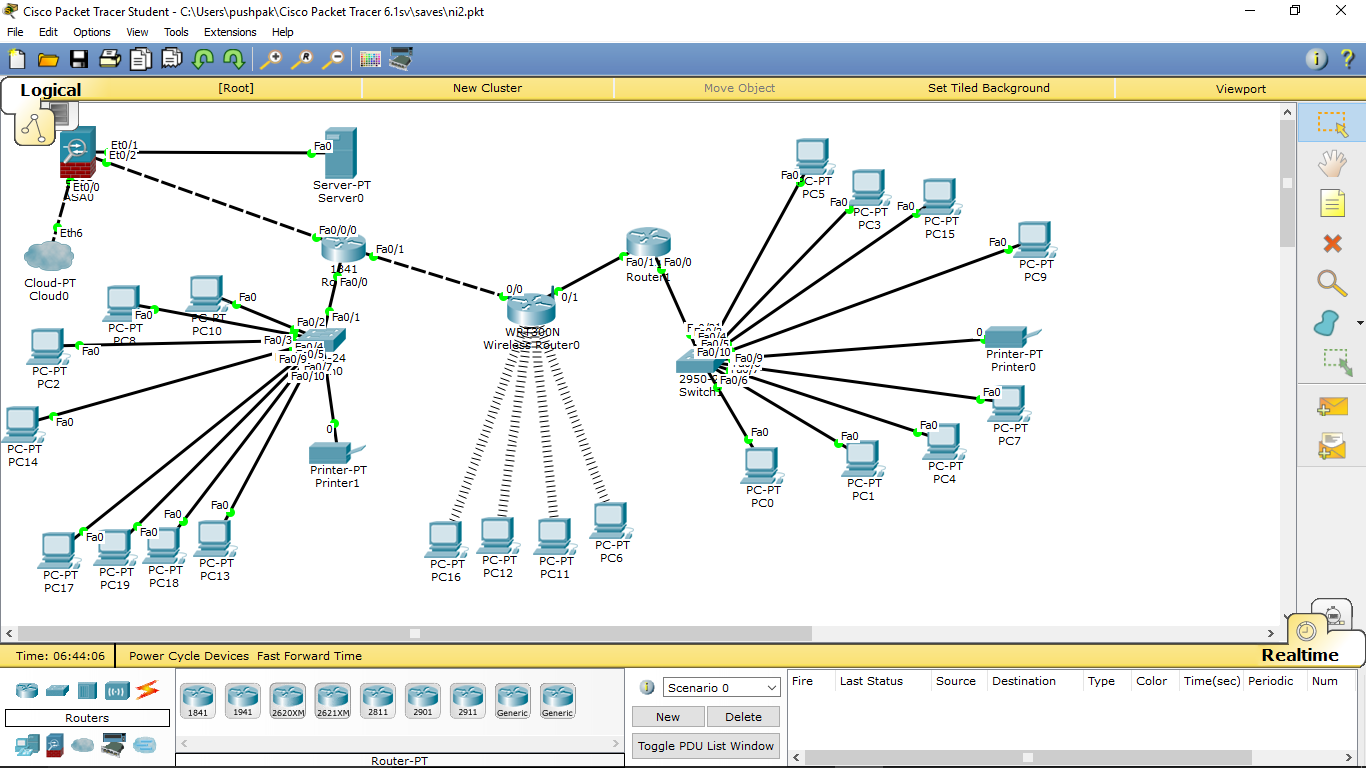 Cisco Packet Tracer Student - C:\Users\pushpak\Cisco Packet Tracer 6.1sv\saves\ni2.pkt
File Edit Options View Tools Extensions Help
Logical
[Root]
New Cluster
Move Object
Set Tiled Background
Viewport
Et0/1
Et0/2
Et0/0
ASA0
Fa0
Server-PT
Server0
Eth6
Cloud-PT
Cloud0
Fa0/0/0
Fa0/1
1841
Fa0/0
Fa0/1
0/0
0/1
WRT300N
Wireless Router0
Fa0/1
Fa0/0
Router1
Fa0
PC-PT
PC8
Fa0
PC-PT
PC10
Fa0
PC-PT
PC2
Fa0
PC-PT
PC14
Fa0/2
Fa0/3
Fa0/4
0/5
Fa0/9
Fa0/7
Fa0/10
-24
0
Printer-PT
Printer1
Fa0
PC-PT
PC17
Fa0
PC-PT
PC19
Fa0
PC-PT
PC18
Fa0
PC-PT
PC13
PC-PT
PC16
PC-PT
PC12
PC-PT
PC11
PC-PT
PC6
Fa0
C-PT
PC5
Fa0
PC-PT
PC3
Fa0
PC-PT
PC15
Fa0
PC-PT
PC9
0
Printer-PT
Printer0
Fa0
PC-PT
PC7
Fa0
PC-PT
PC4
Fa0
PC-PT
PC1
Fa0
PC-PT
PC0
Fa0/10
Fa0/9
Fa0/6
2950-
Switch1
Time: 06:44:06
Power Cycle Devices Fast Forward Time
Realtime
Routers
1841
1941
2620XM
2621XM
2811
2901
2911
Generic
Generic
Router-PT
Scenario 0
New
Delete
Toggle PDU List Window
Fire Last Status Source Destination Type Color Time(sec) Periodic Num